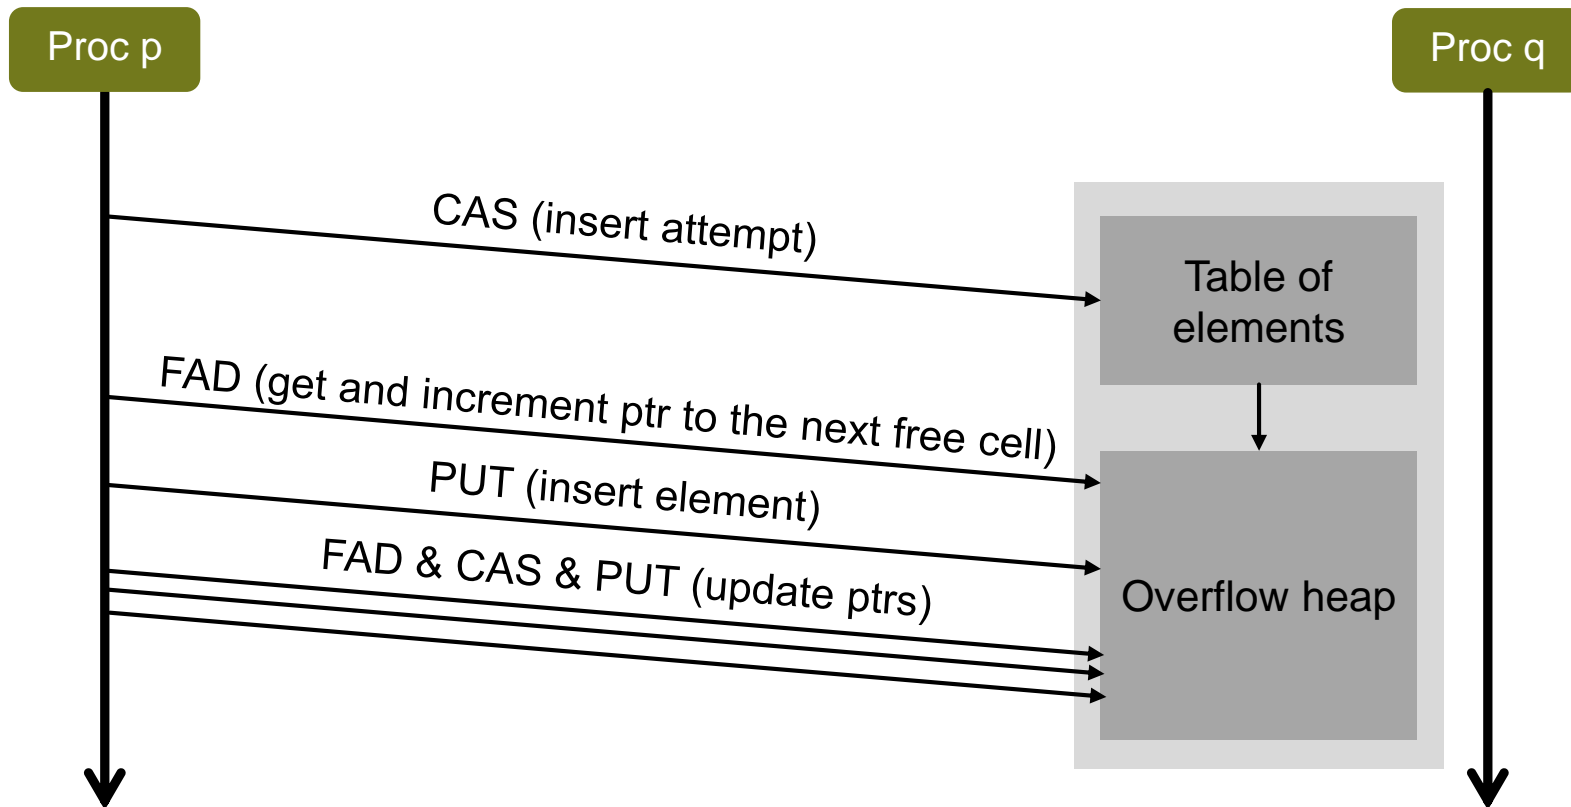 Proc p
Proc q
CAS (insert attempt)
Table of
elements
FAD (get and increment ptr to the next free cell)
PUT (insert element)
FAD & CAS & PUT (update ptrs)
Overflow heap